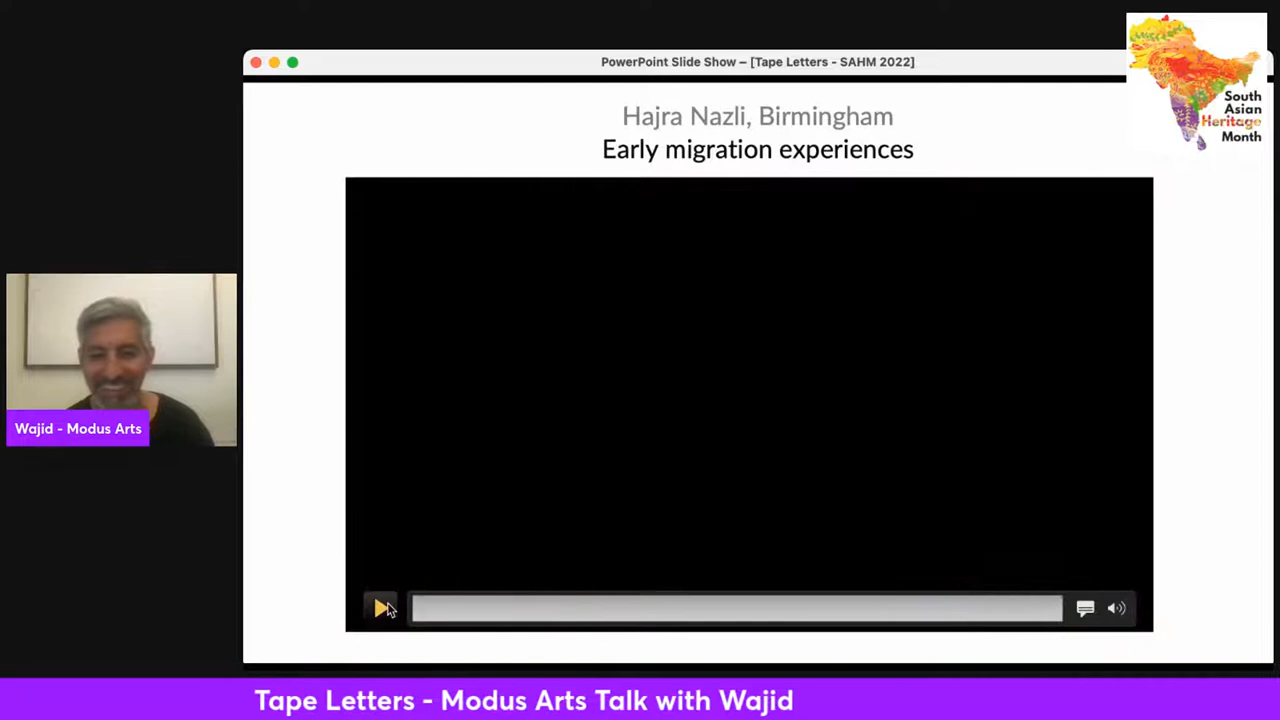 PowerPoint Slide Show – [Tape Letters - SAHM 2022]
South
Asian
Heritage
Month
Hajra Nazli, Birmingham
Early migration experiences
Wajid - Modus Arts
Tape Letters - Modus Arts Talk with Wajid